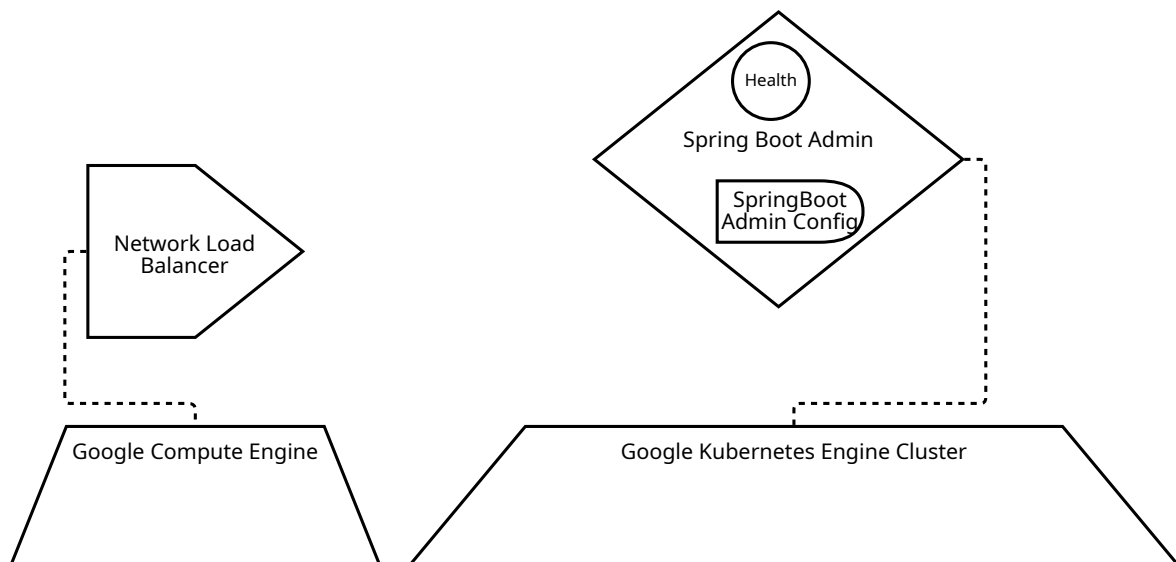 Health
Spring Boot Admin
SpringBoot
Admin Config
Network Load
Balancer
Google Compute Engine
Google Kubernetes Engine Cluster